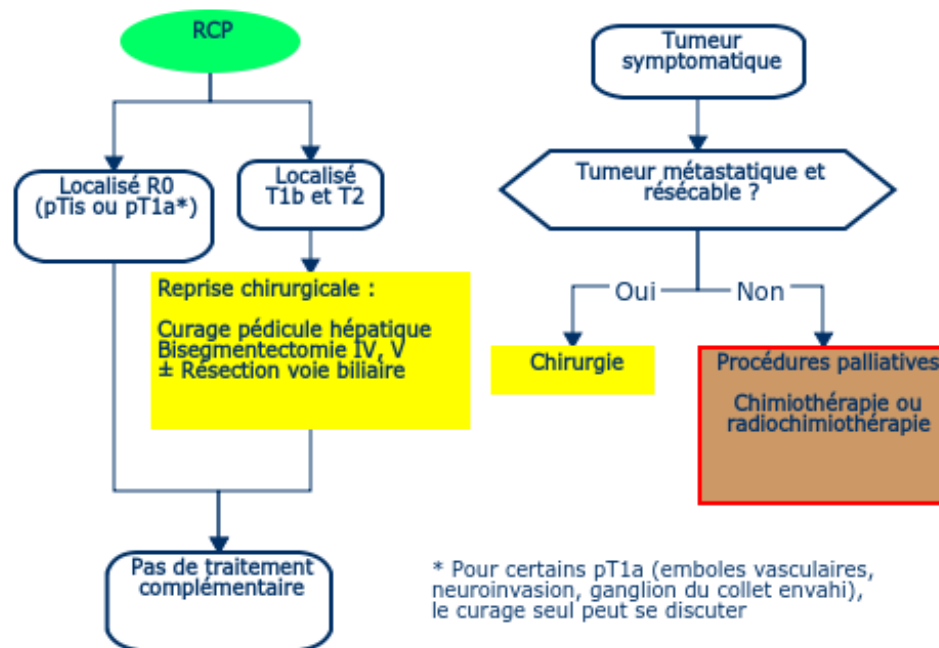 RCP
Localisé R0
(pTis ou pT1a*)
Localisé
T1b et T2
Reprise chirurgicale :
Curage pédicule hépatique
Bisegmentectomie IV, V
± Résection voie biliaire
Pas de traitement
complémentaire
Tumeur
symptomatique
Tumeur métastatique et
résécable ?
Oui
Non
Chirurgie
Procédures palliatives
Chimiothérapie ou
radiochimiothérapie
* Pour certains pT1a (emboles vasculaires,
neuroinvasion, ganglion du collet envahi),
le curage seul peut se discuter